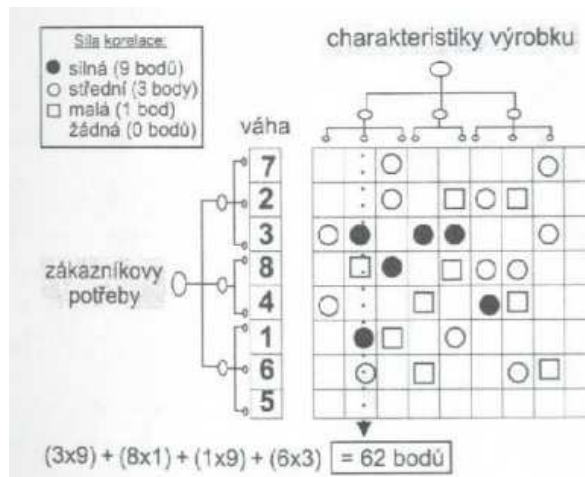 Síla korelace:
silná (9 bodů)
střední (3 body)
malá (1 bod)
žádná (0 bodů)
charakteristiky výrobku
váha
7
2
3
8
4
1
6
5
zákazníkovy
potřeby
(3x9) + (8x1) + (1x9) + (6x3) = 62 bodů